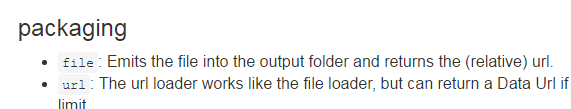 packaging
file: Emits the file into the output folder and returns the (relative) url.
url: The url loader works like the file loader, but can return a Data Url if
limit